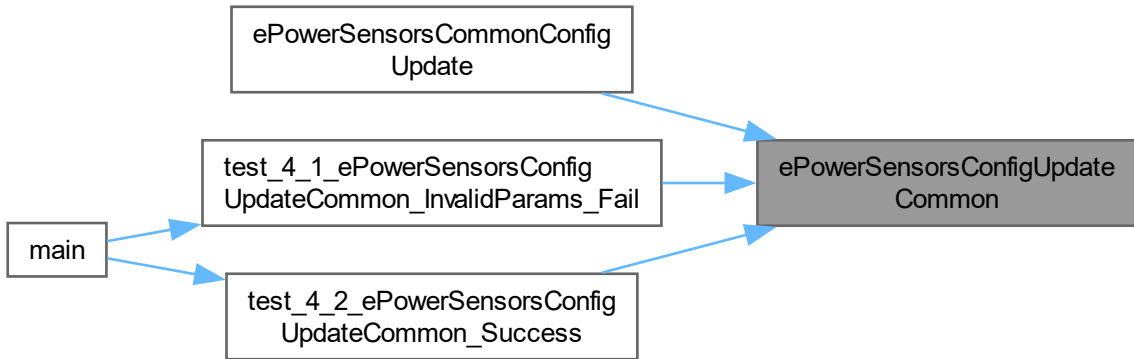 ePowerSensorsCommonConfig
Update
test_4_1_ePowerSensorsConfig
UpdateCommon_InvalidParams_Fail
ePowerSensorsConfigUpdate
Common
main
test_4_2_ePowerSensorsConfig
UpdateCommon_Success